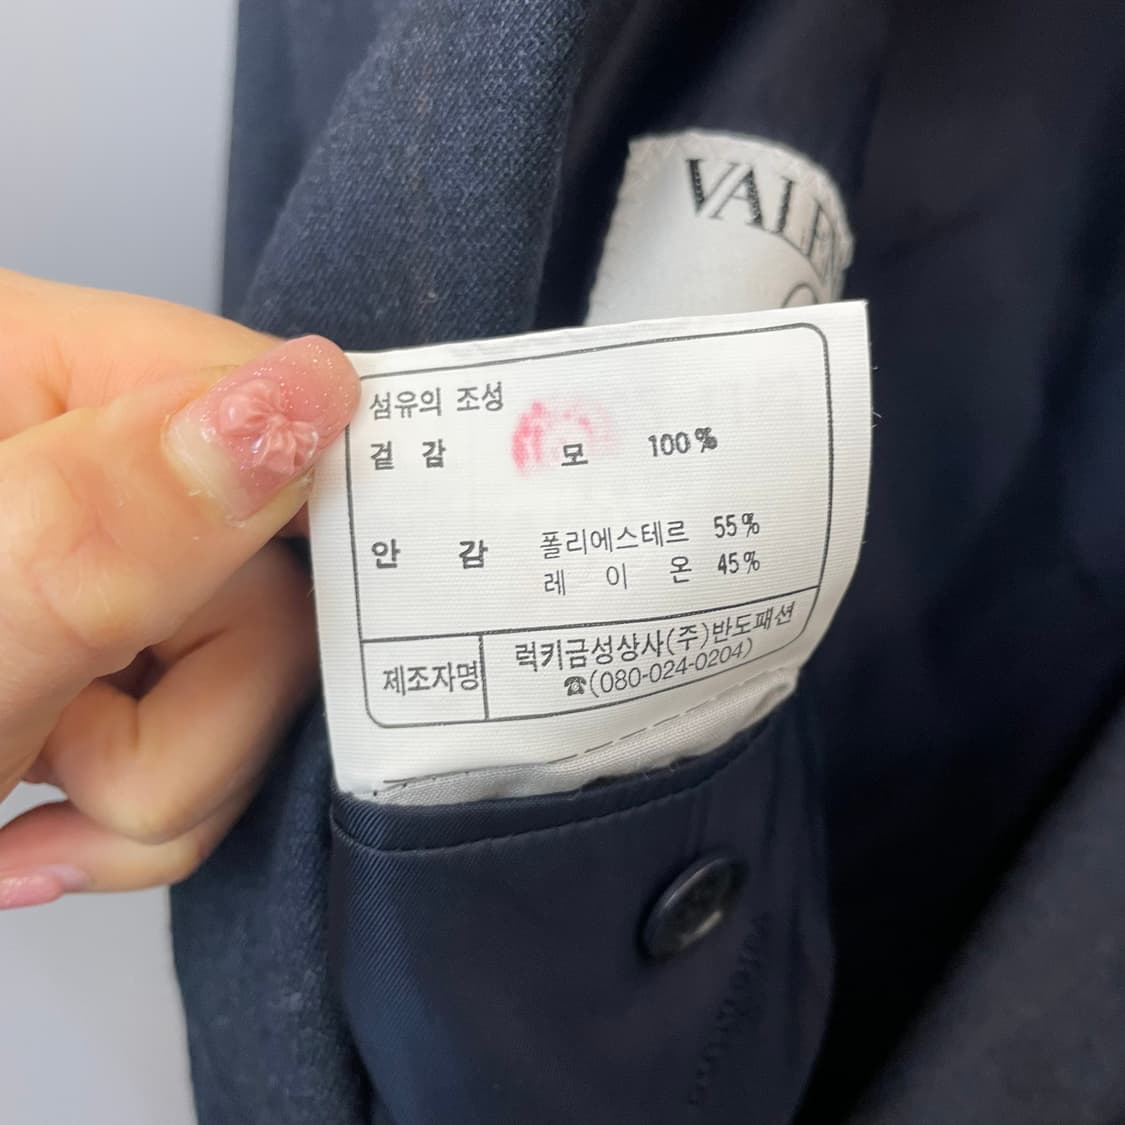 VALEN
섬유의 조성
겉 감 모 100%
안 감 폴리에스테르 55%
레 이 온 45%
제조자명 럭키금성상사(주)반도패션
☎(080-024-0204)